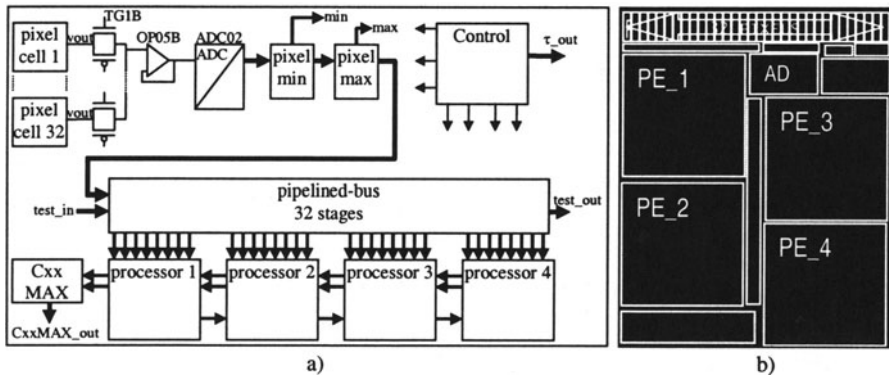 TG1B
OP05B
ADC02
min
max
pixel
cell 1
vout
ADC
pixel
min
pixel
max
Control
τ_out
pixel
cell 32
vout
pipelined-bus
32 stages
test_in
test_out
Cxx
MAX
processor 1
processor 2
processor 3
processor 4
CxxMAX_out
a)
PE_1
AD
PE_3
PE_2
PE_4
b)